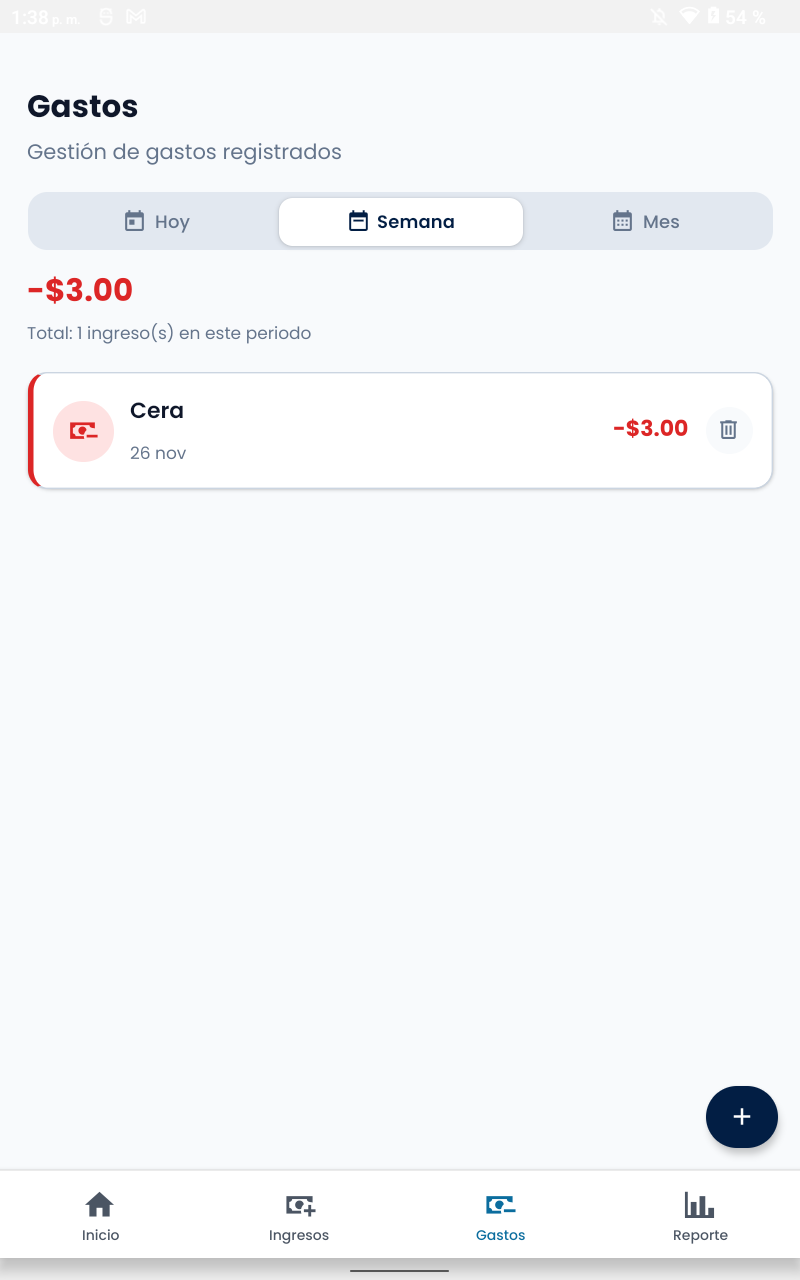 1:38 p. m. 54 %
Gastos
Gestión de gastos registrados
Hoy Semana Mes
-$3.00
Total: 1 ingreso(s) en este periodo
Cera
-$3.00
26 nov
+
Inicio Ingresos Gastos Reporte